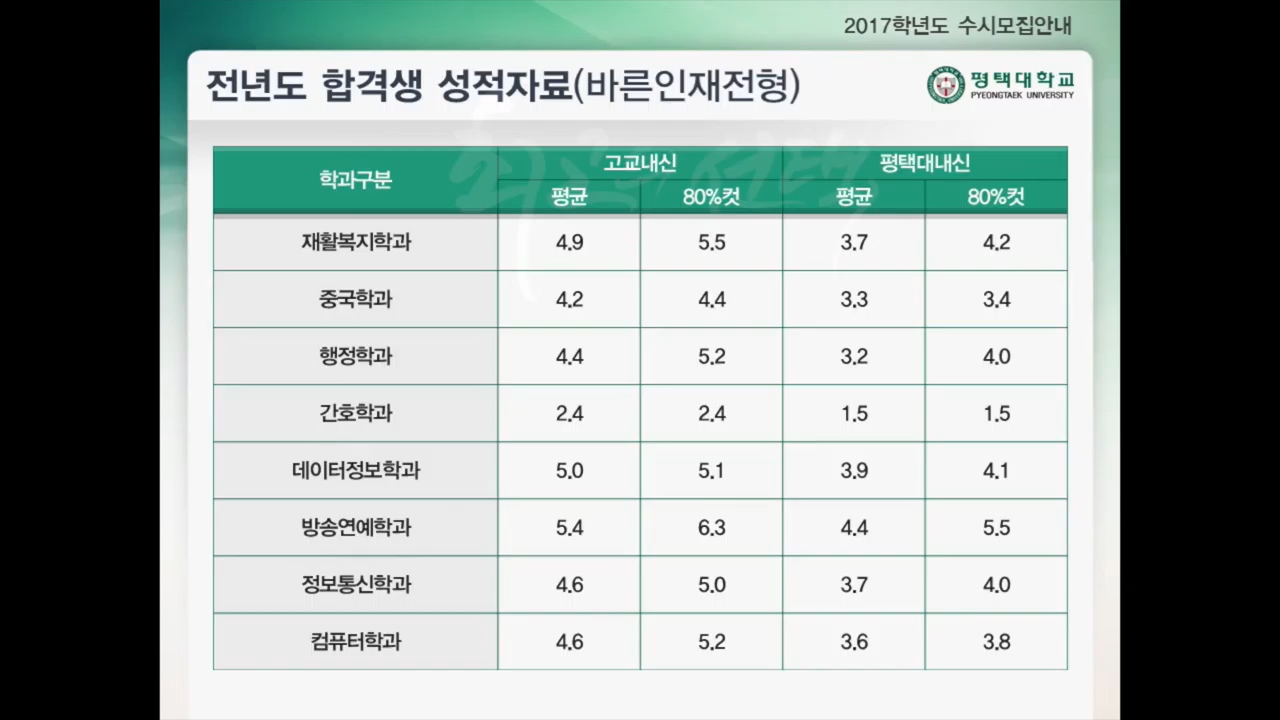 2017학년도 수시모집안내
전년도 합격생 성적자료(바른인재전형)
평택대학교
PYEONGTAEK UNIVERSITY
학과구분 고교내신 평택대내신
평균 80%컷 평균 80%컷
재활복지학과 4.9 5.5 3.7 4.2
중국학과 4.2 4.4 3.3 3.4
행정학과 4.4 5.2 3.2 4.0
간호학과 2.4 2.4 1.5 1.5
데이터정보학과 5.0 5.1 3.9 4.1
방송연예학과 5.4 6.3 4.4 5.5
정보통신학과 4.6 5.0 3.7 4.0
컴퓨터학과 4.6 5.2 3.6 3.8